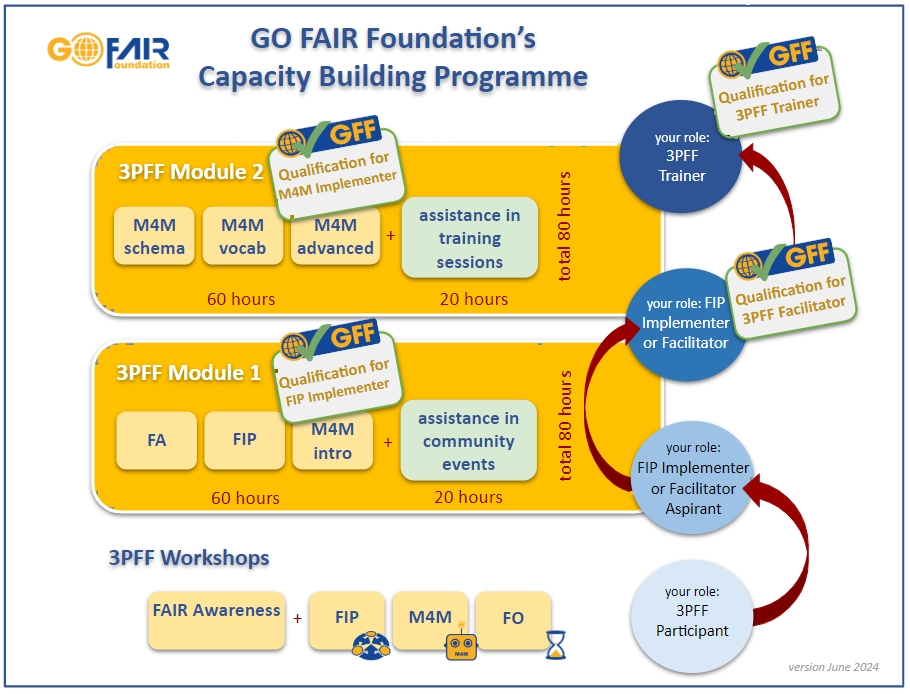 GO FAIR
Foundation
GO FAIR Foundation's
Capacity Building Programme
GFF
Qualification for
3PFF Trainer
your role:
3PFF
Trainer
3PFF Module 2
GFF
Qualification for
M4M Implementer
M4M
schema
M4M
vocab
M4M
advanced
+
assistance in
training
sessions
60 hours
20 hours
total 80 hours
GFF
Qualification for
3PFF Facilitator
your role: FIP
Implementer
or Facilitator
3PFF Module 1
GFF
Qualification for
FIP Implementer
FA
FIP
M4M
intro
+
assistance in
community
events
60 hours
20 hours
total 80 hours
your role:
FIP Implementer
or Facilitator
Aspirant
3PFF Workshops
FAIR Awareness
+
FIP
M4M
M4M
FO
your role:
3PFF
Participant
version June 2024